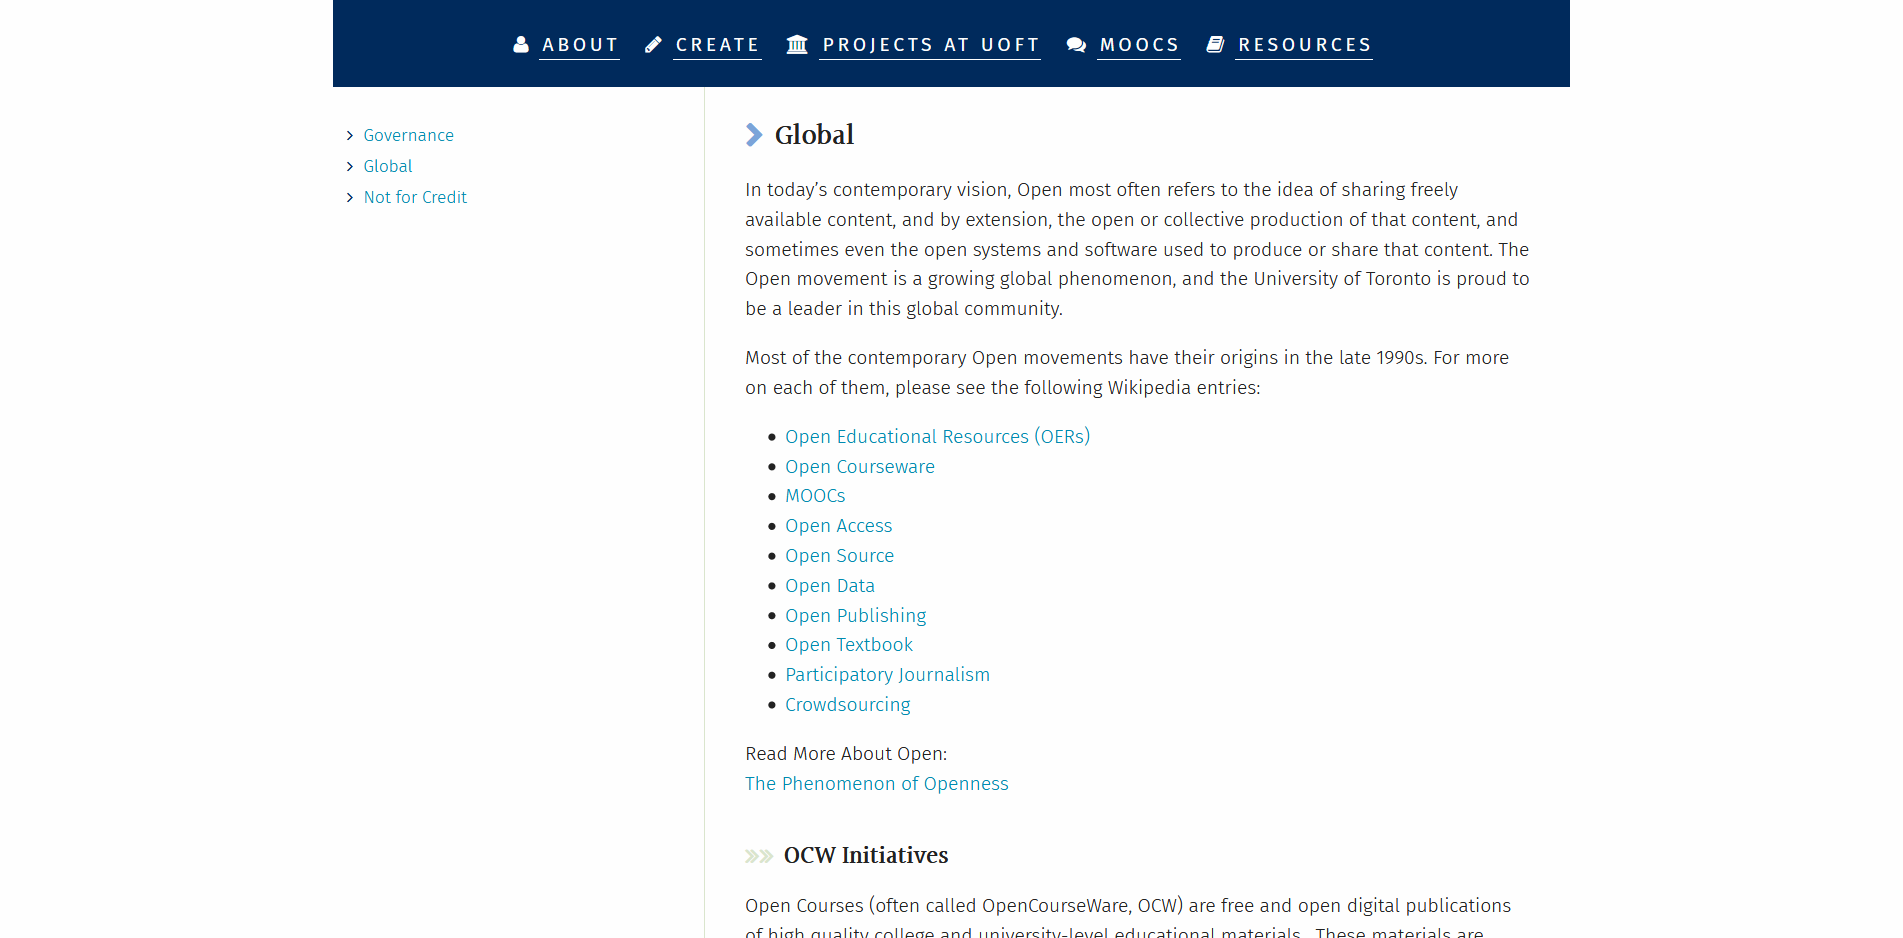 ABOUT CREATE PROJECTS AT UOFT MOOCS RESOURCES
Governance
Global
Not for Credit
Global
In today’s contemporary vision, Open most often refers to the idea of sharing freely
available content, and by extension, the open or collective production of that content, and
sometimes even the open systems and software used to produce or share that content. The
Open movement is a growing global phenomenon, and the University of Toronto is proud to
be a leader in this global community.
Most of the contemporary Open movements have their origins in the late 1990s. For more
on each of them, please see the following Wikipedia entries:
Open Educational Resources (OERs)
Open Courseware
MOOCs
Open Access
Open Source
Open Data
Open Publishing
Open Textbook
Participatory Journalism
Crowdsourcing
Read More About Open:
The Phenomenon of Openness
OCW Initiatives
Open Courses (often called OpenCourseWare, OCW) are free and open digital publications
of high quality college and university-level educational materials. These materials are